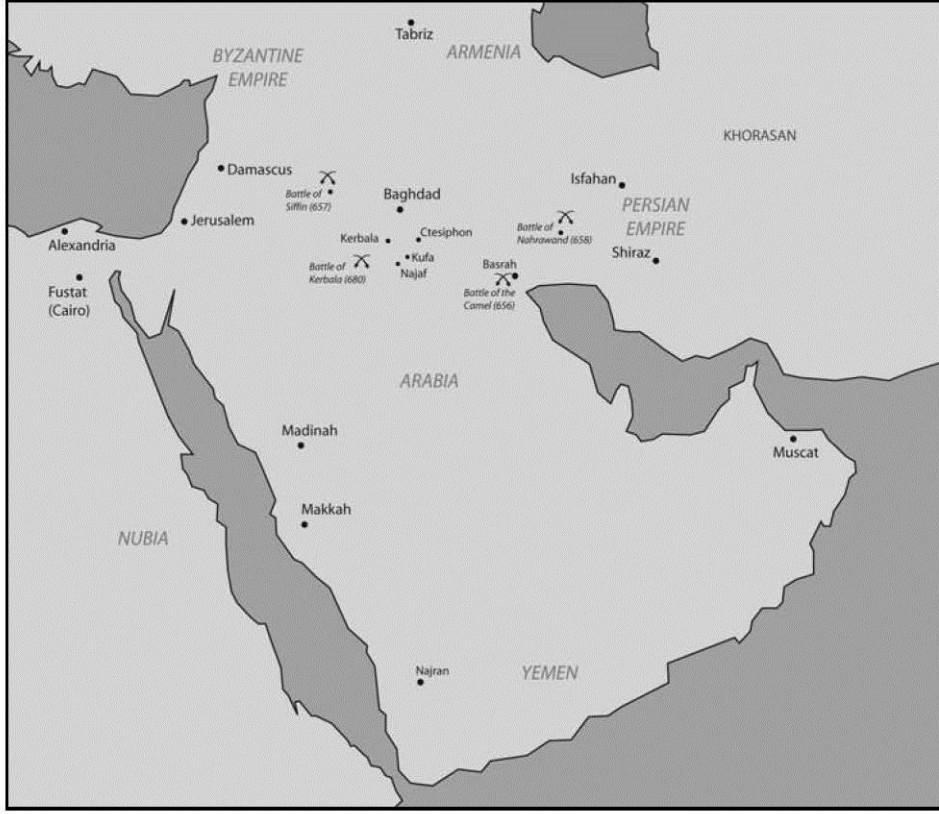 Tabriz
BYZANTINE
EMPIRE
ARMENIA
KHORASAN
Damascus
Battle of
Siffin (657)
Baghdad
Isfahan
PERSIAN
EMPIRE
Jerusalem
Alexandria
Kerbala
Ctesiphon
Battle of
Nahrawand (658)
Shiraz
Kufa
Najaf
Battle of
Kerbala (680)
Basrah
Battle of the
Camel (656)
Fustat
(Cairo)
ARABIA
Madinah
Muscat
Makkah
NUBIA
Najran
YEMEN